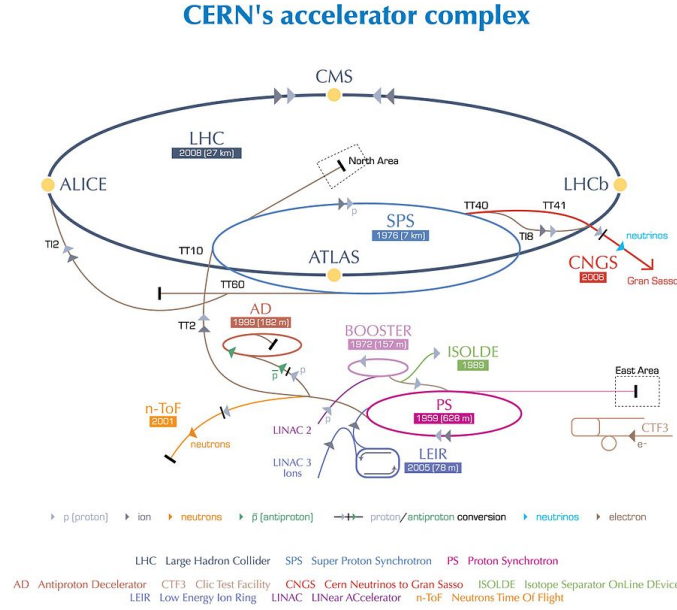 CERN's accelerator complex
CMS
LHC
2008 (27 km)
North Area
ALICE
LHCb
p
SPS
1976 (7 km)
TT40
TT41
TI8
neutrinos
TI2
TT10
ATLAS
CNGS
2006
Gran Sasso
TT60
AD
1999 (182 m)
TT2
BOOSTER
1972 (157 m)
ISOLDE
1989
East Area
p̅
p
n-ToF
2001
neutrons
LINAC 2
p
PS
1959 (628 m)
CTF3
e-
LINAC 3
Ions
LEIR
2005 (78 m)
p (proton) ion neutrons p̅ (antiproton) proton/antiproton conversion neutrinos electron
LHC Large Hadron Collider SPS Super Proton Synchrotron PS Proton Synchrotron
AD Antiproton Decelerator CTF3 Clic Test Facility CNGS Cern Neutrinos to Gran Sasso ISOLDE Isotope Separator OnLine DEvice
LEIR Low Energy Ion Ring LINAC LINear ACcelerator n-ToF Neutrons Time Of Flight